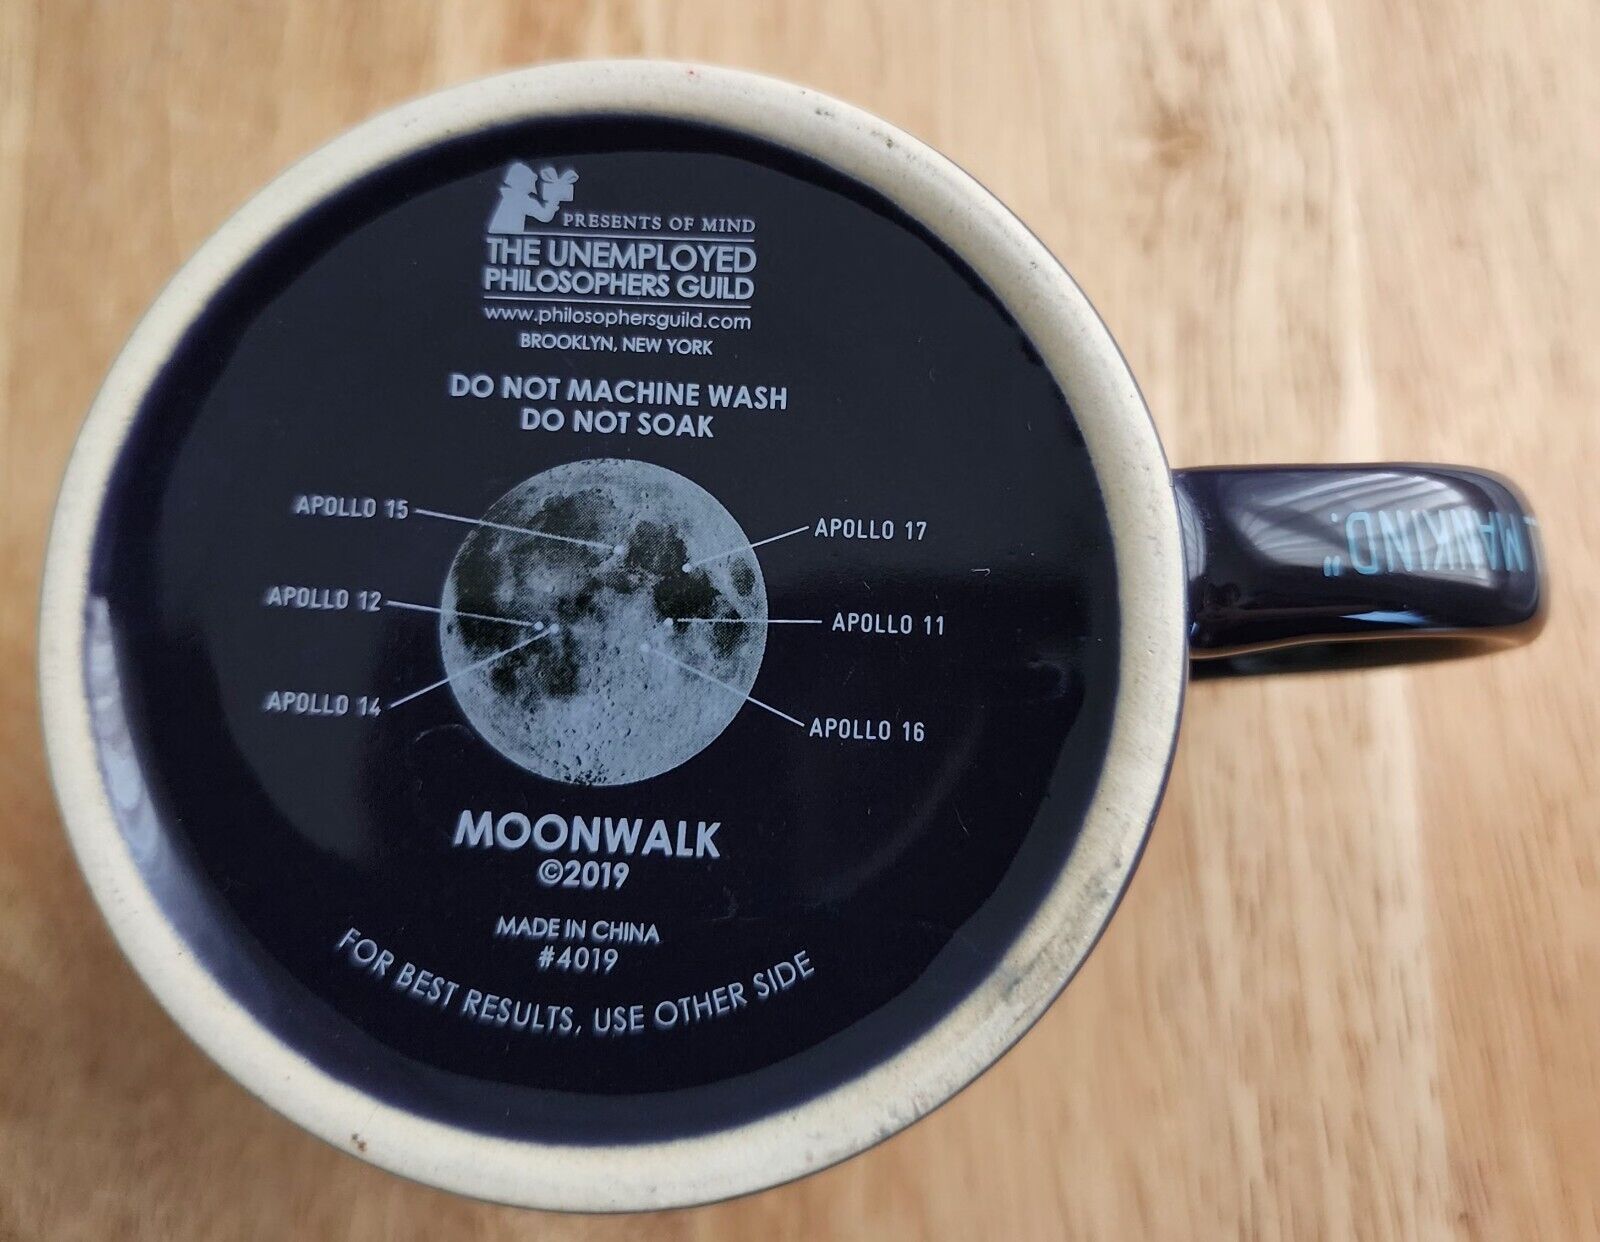 PRESENTS OF MIND
THE UNEMPLOYED
PHILOSOPHERS GUILD
www.philosophersguild.com
BROOKLYN, NEW YORK
DO NOT MACHINE WASH
DO NOT SOAK
APOLLO 15
APOLLO 17
APOLLO 12
APOLLO 11
APOLLO 14
APOLLO 16
MOONWALK
©2019
MADE IN CHINA
#4019
FOR BEST RESULTS, USE OTHER SIDE
MANKIND."